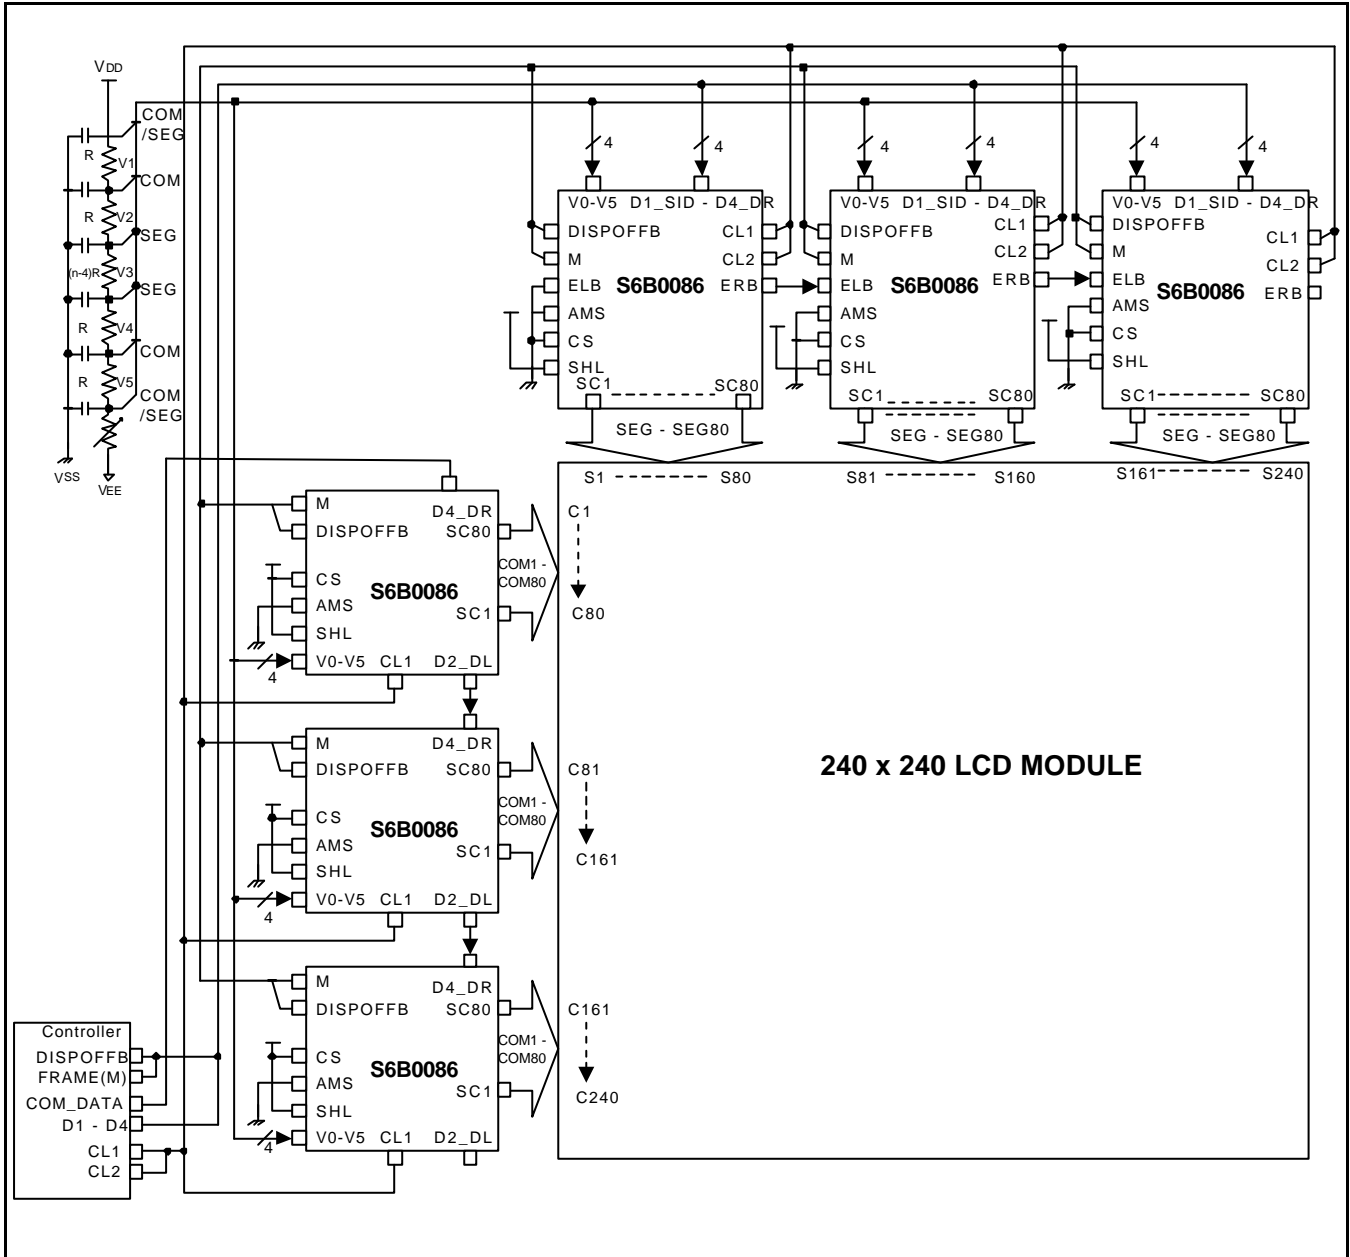 VDD
COM
/SEG
R
V1
COM
R
V2
SEG
(n-4)R
V3
SEG
R
V4
COM
R
V5
COM
/SEG
VSS
VEE
4
4
V0-V5 D1_SID - D4_DR
DISPOFFB
CL1
M
CL2
ELB
S6B0086
ERB
AMS
CS
SHL
SC1
SC80
SEG - SEG80
4
4
V0-V5 D1_SID - D4_DR
DISPOFFB
CL1
M
CL2
ELB
S6B0086
ERB
AMS
CS
SHL
SC1
SC80
SEG - SEG80
4
4
V0-V5 D1_SID - D4_DR
DISPOFFB
CL1
M
CL2
ELB
S6B0086
ERB
AMS
CS
SHL
SC1
SC80
SEG - SEG80
S1
S80
S81
S160
S161
S240
M
D4_DR
DISPOFFB
SC80
CS
S6B0086
AMS
SC1
SHL
V0-V5 CL1 D2_DL
4
COM1 -
COM80
C1
C80
M
D4_DR
DISPOFFB
SC80
CS
S6B0086
AMS
SC1
SHL
V0-V5 CL1 D2_DL
4
COM1 -
COM80
C81
C161
240 x 240 LCD MODULE
M
D4_DR
DISPOFFB
SC80
CS
S6B0086
AMS
SC1
SHL
V0-V5 CL1 D2_DL
4
COM1 -
COM80
C161
C240
Controller
DISPOFFB
FRAME(M)
COM_DATA
D1 - D4
CL1
CL2